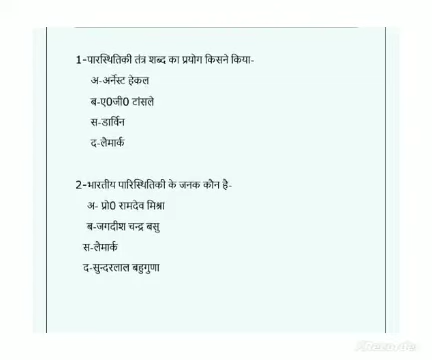 1-पारस्थितिकी तंत्र शब्द का प्रयोग किसने किया-
अ-अर्नेस्ट हेकल
ब-ए0जी0 टांसले
स-डार्विन
द-लैमार्क
2-भारतीय पारिस्थितिकी के जनक कौन है-
अ- प्रो0 रामदेव मिश्रा
ब-जगदीश चन्द्र बसु
स-लैमार्क
द-सुन्दरलाल बहुगुणा